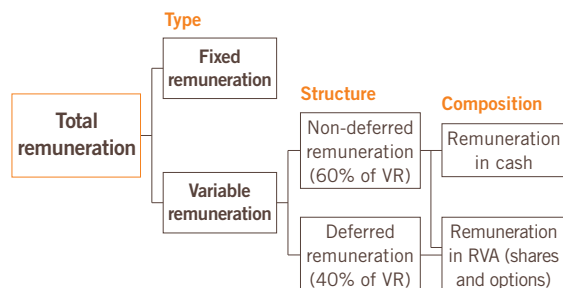 Type
Fixed
remuneration
Structure
Composition
Total
remuneration
Non-deferred
remuneration
(60% of VR)
Remuneration
in cash
Variable
remuneration
Deferred
remuneration
(40% of VR)
Remuneration
in RVA (shares
and options)